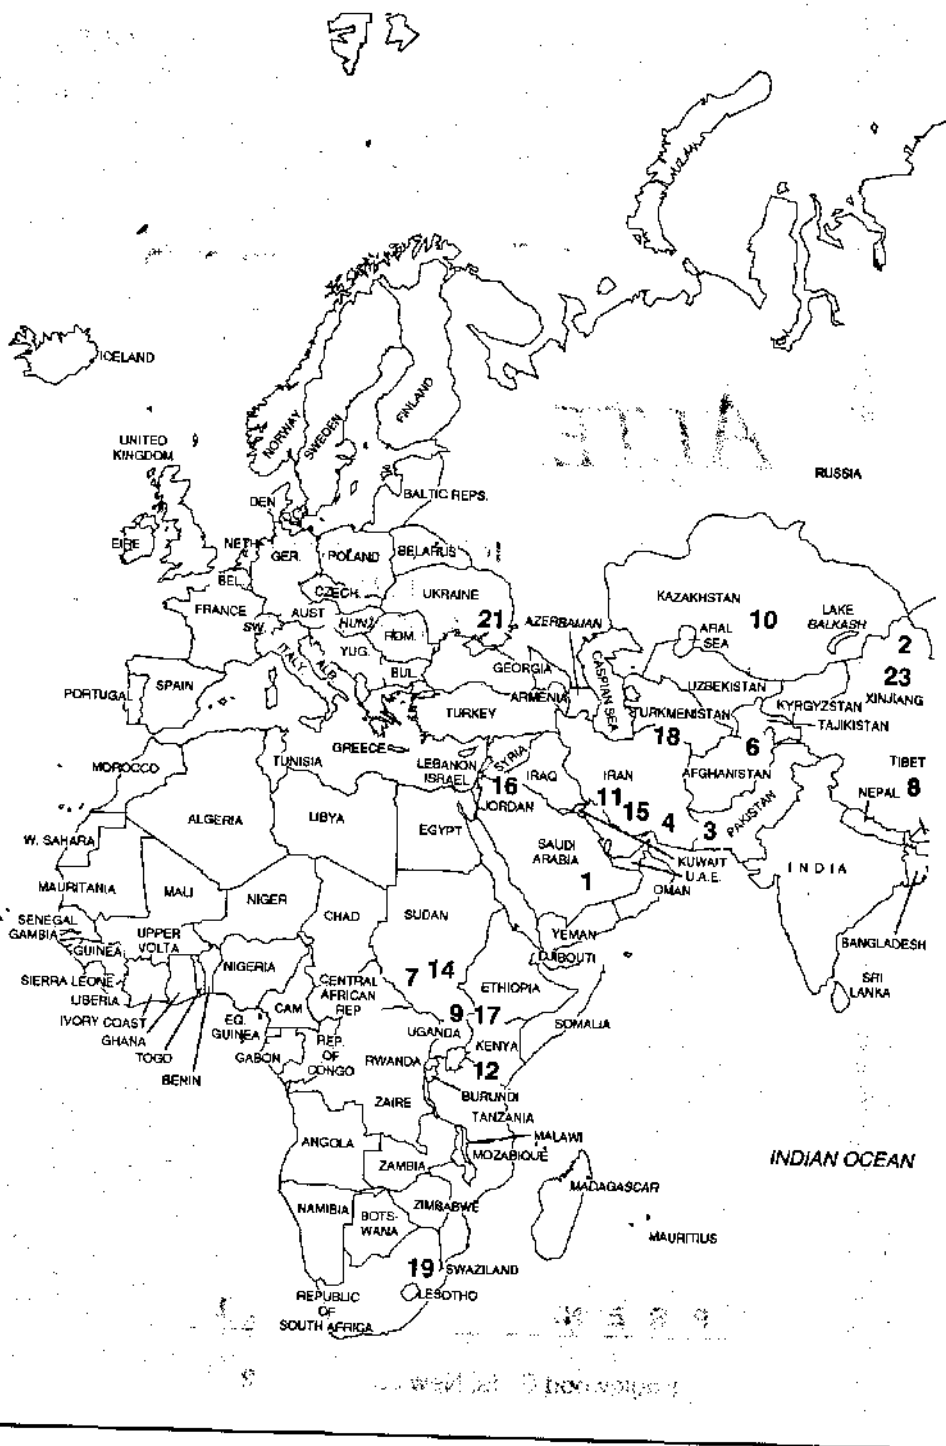 ICELAND
NORWAY
SWEDEN
FINLAND
UNITED
KINGDOM
RUSSIA
DEN
BALTIC REPS.
EIRE
NETH
GER.
POLAND
BELARUS
BEL.
CZECH.
UKRAINE
KAZAKHSTAN
FRANCE
AUST
HUN.
21
AZERBAIJAN
10
LAKE
BALKASH
SW.
ROM.
ARAL
SEA
2
ITALY
YUG.
ALB.
BUL.
GEORGIA
CASPIAN SEA
23
XINJIANG
PORTUGAL
SPAIN
TURKEY
ARMENIA
UZBEKISTAN
KYRGYZSTAN
TURKMENISTAN
TAJIKISTAN
GREECE
18
6
MOROCCO
TUNISIA
LEBANON
ISRAEL
SYRIA
IRAQ
IRAN
AFGHANISTAN
TIBET
16
JORDAN
11
15
4
3
PAKISTAN
NEPAL
8
ALGERIA
LIBYA
EGYPT
W. SAHARA
SAUDI
ARABIA
KUWAIT
U.A.E.
OMAN
INDIA
1
MAURITANIA
MALI
NIGER
CHAD
SUDAN
YEMEN
DJIBOUTI
BANGLADESH
SENEGAL
GAMBIA
GUINEA
UPPER
VOLTA
NIGERIA
7
14
ETHIOPIA
SRI
LANKA
SIERRA LEONE
LIBERIA
CENTRAL
AFRICAN
REP
CAM
9
17
SOMALIA
IVORY COAST
GHANA
TOGO
BENIN
EQ.
GUINEA
GABON
REP.
OF
CONGO
UGANDA
KENYA
RWANDA
12
BURUNDI
ZAIRE
TANZANIA
ANGOLA
MALAWI
MOZABIQUE
ZAMBIA
INDIAN OCEAN
MADAGASCAR
NAMIBIA
BOTS-
WANA
ZIMBABWE
MAURITIUS
19
SWAZILAND
LESOTHO
REPUBLIC
OF
SOUTH AFRICA